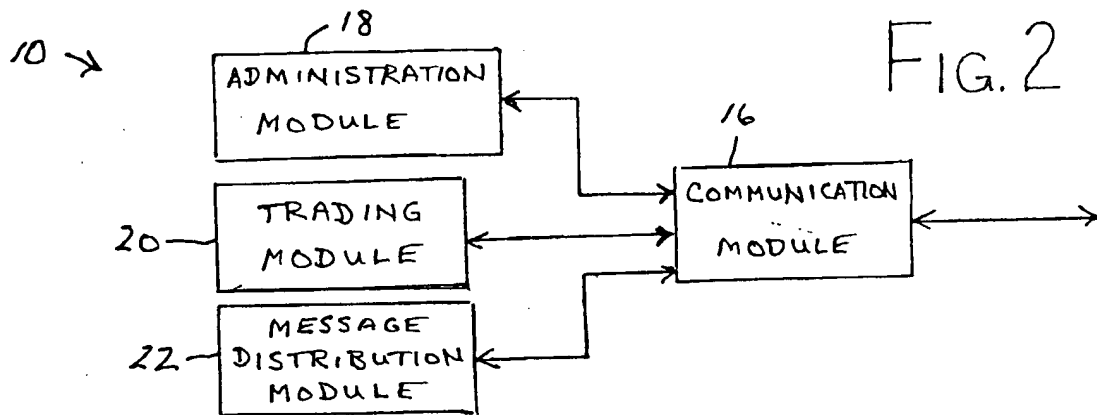 10
18
FIG. 2
ADMINISTRATION
MODULE
16
COMMUNICATION
MODULE
20
TRADING
MODULE
22
MESSAGE
DISTRIBUTION
MODULE